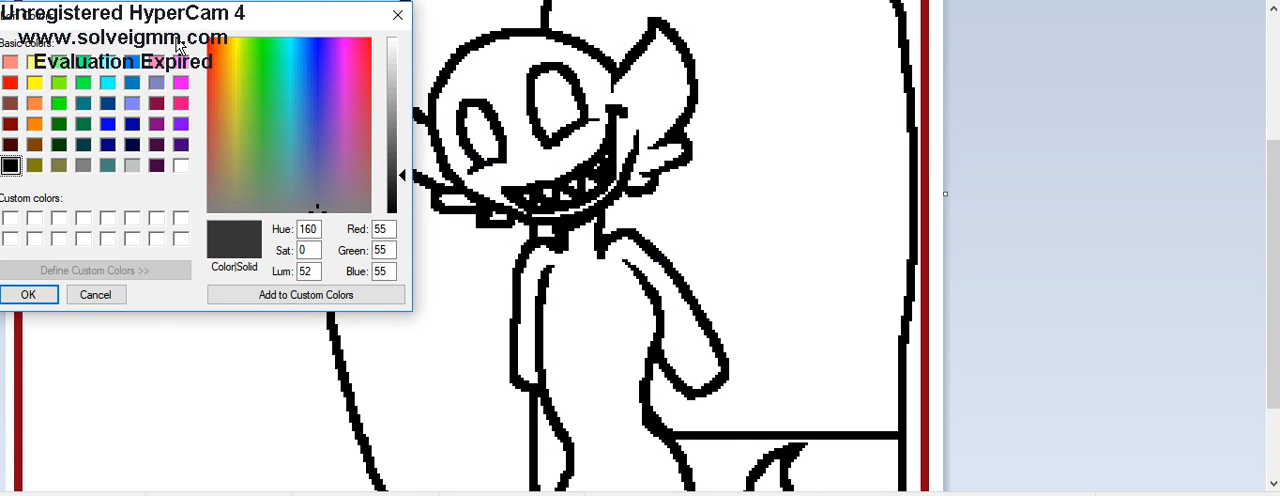 Unregistered HyperCam 4
www.solveigmm.com
Evaluation Expired
Basic colors:
Custom colors:
Define Custom Colors >>
OK
Cancel
Color|Solid
Hue: 160
Sat: 0
Lum: 52
Red: 55
Green: 55
Blue: 55
Add to Custom Colors